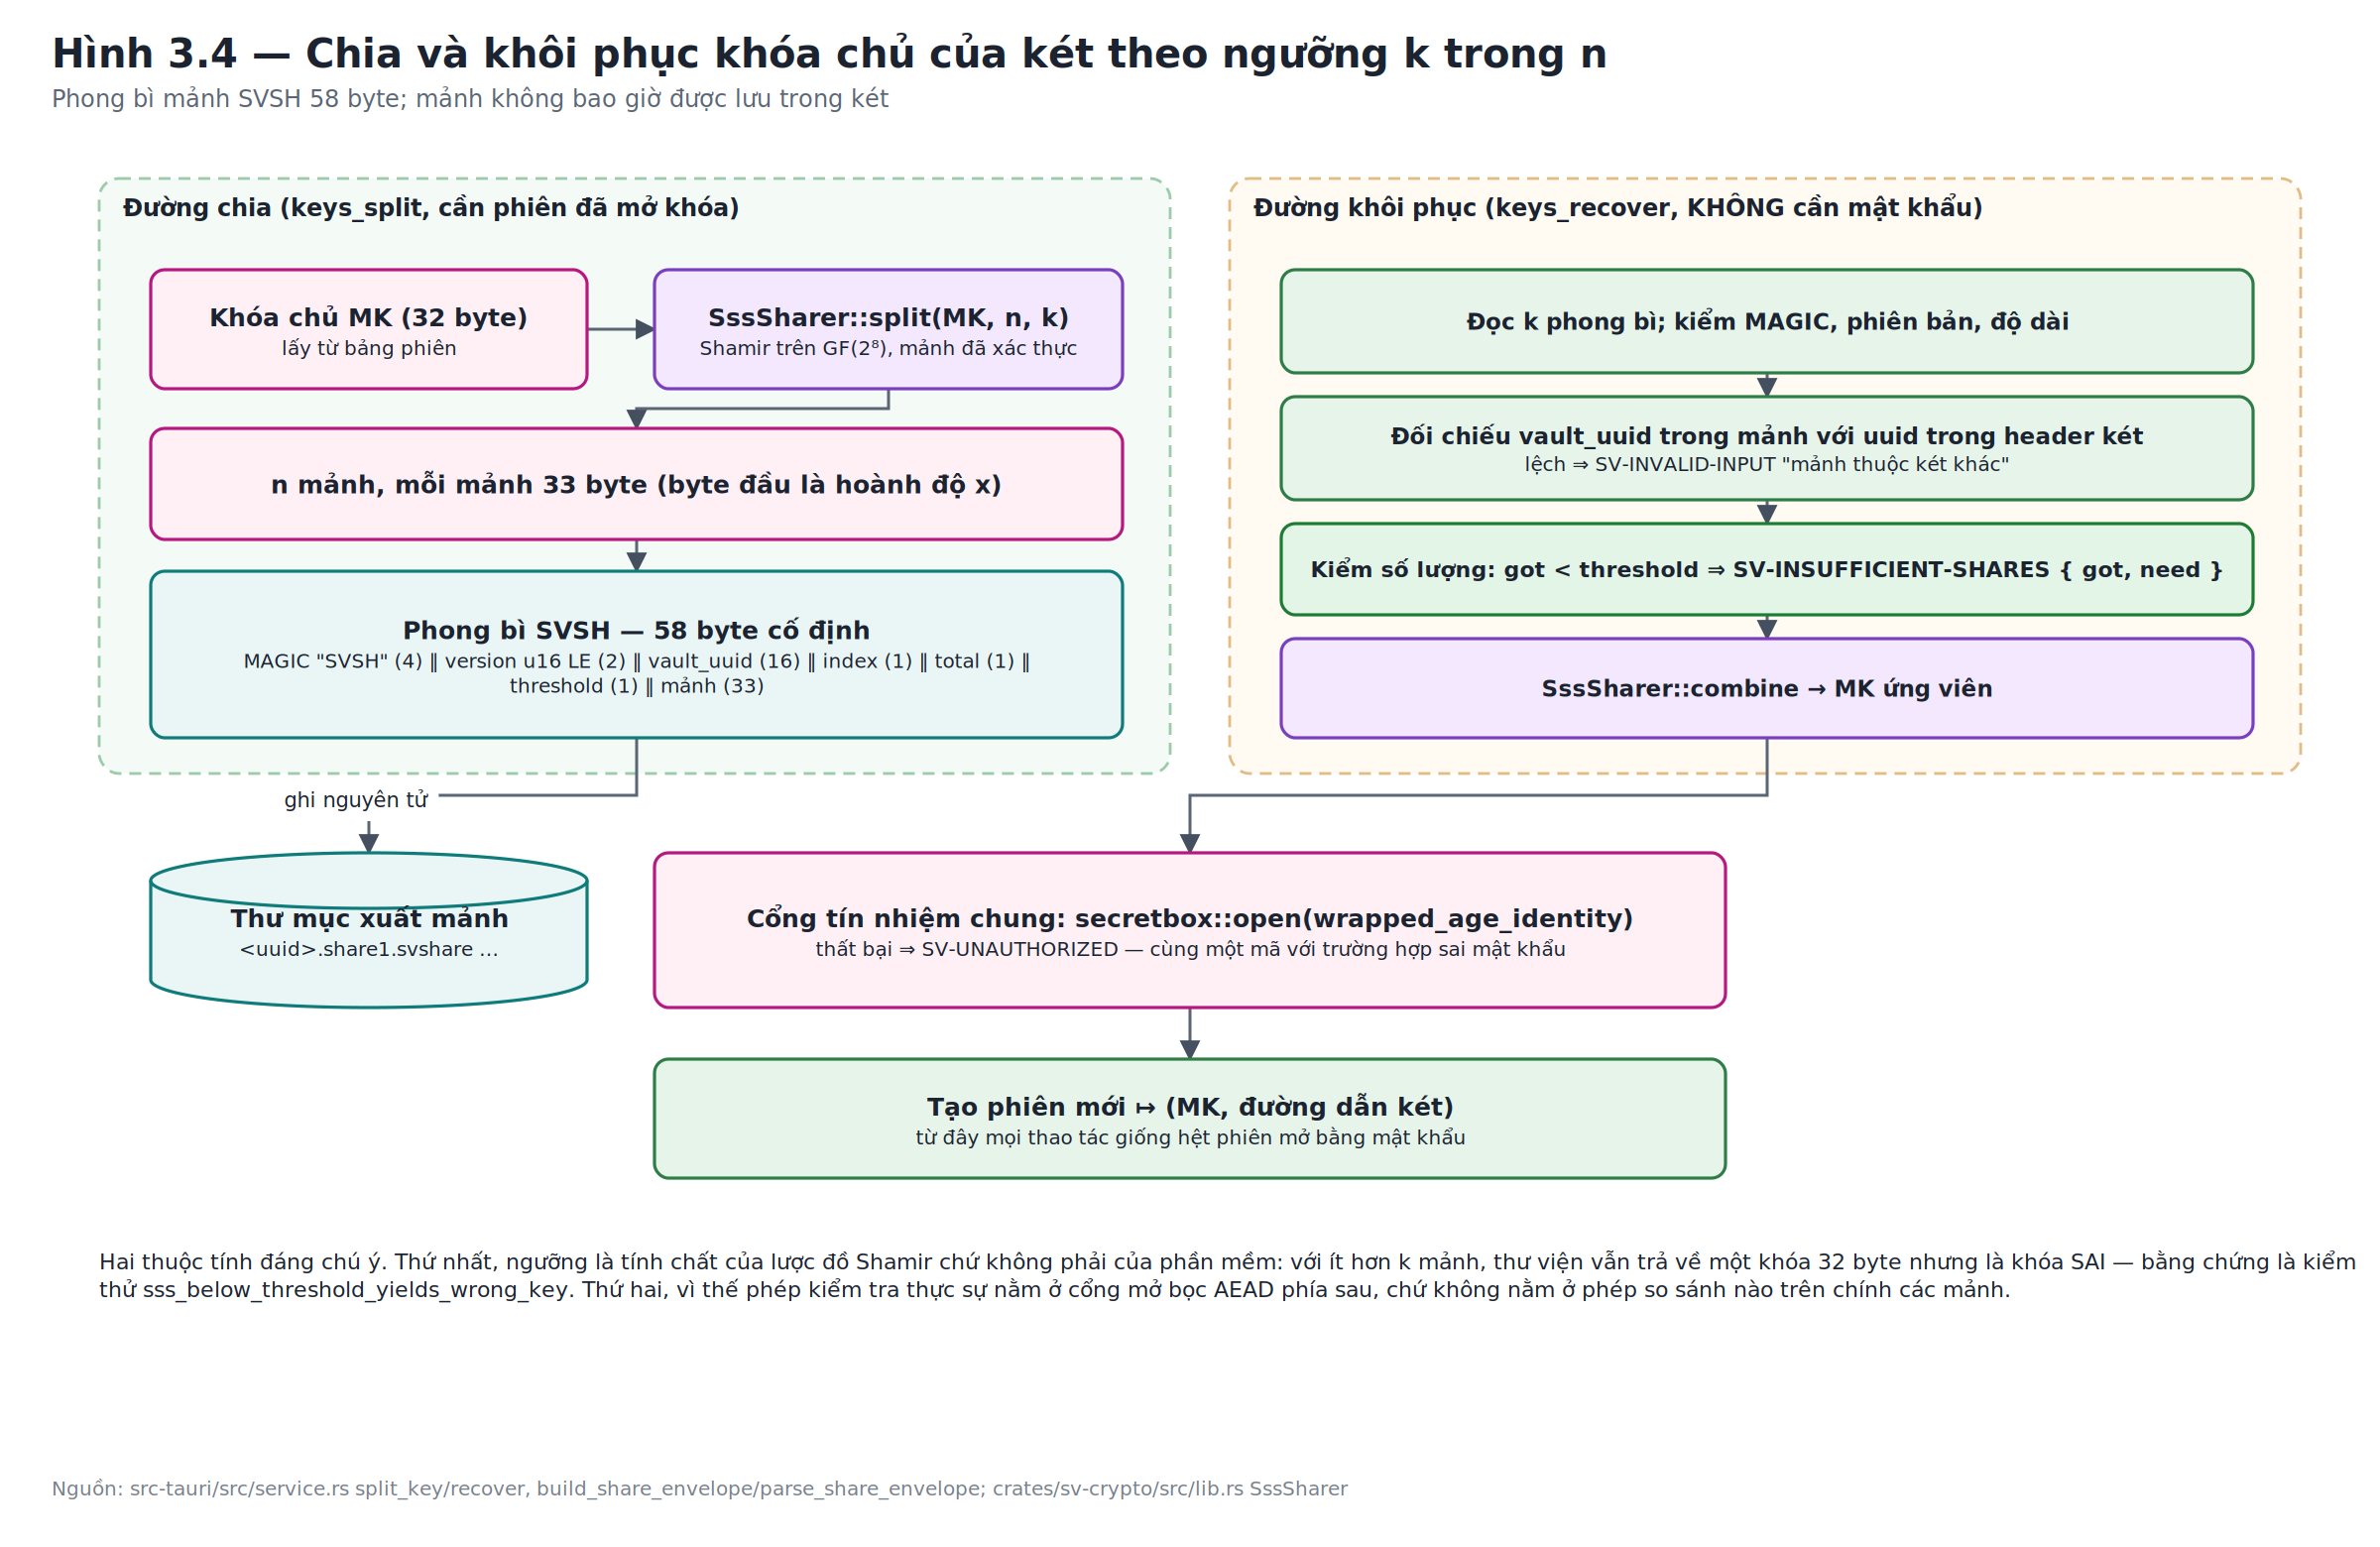 Hình 3.4 — Chia và khôi phục khóa chủ của két theo ngưỡng k trong n
Phong bì mảnh SVSH 58 byte; mảnh không bao giờ được lưu trong két
Đường chia (keys_split, cần phiên đã mở khóa)
Khóa chủ MK (32 byte)
lấy từ bảng phiên
SssSharer::split(MK, n, k)
Shamir trên GF(2⁸), mảnh đã xác thực
n mảnh, mỗi mảnh 33 byte (byte đầu là hoành độ x)
Phong bì SVSH — 58 byte cố định
MAGIC "SVSH" (4) ‖ version u16 LE (2) ‖ vault_uuid (16) ‖ index (1) ‖ total (1) ‖
threshold (1) ‖ mảnh (33)
Đường khôi phục (keys_recover, KHÔNG cần mật khẩu)
Đọc k phong bì; kiểm MAGIC, phiên bản, độ dài
Đối chiếu vault_uuid trong mảnh với uuid trong header két
lệch ⇒ SV-INVALID-INPUT "mảnh thuộc két khác"
Kiểm số lượng: got < threshold ⇒ SV-INSUFFICIENT-SHARES { got, need }
SssSharer::combine → MK ứng viên
ghi nguyên tử
Thư mục xuất mảnh
<uuid>.share1.svshare …
Cổng tín nhiệm chung: secretbox::open(wrapped_age_identity)
thất bại ⇒ SV-UNAUTHORIZED — cùng một mã với trường hợp sai mật khẩu
Tạo phiên mới ↦ (MK, đường dẫn két)
từ đây mọi thao tác giống hệt phiên mở bằng mật khẩu
Hai thuộc tính đáng chú ý. Thứ nhất, ngưỡng là tính chất của lược đồ Shamir chứ không phải của phần mềm: với ít hơn k mảnh, thư viện vẫn trả về một khóa 32 byte nhưng là khóa SAI — bằng chứng là kiểm
thử sss_below_threshold_yields_wrong_key. Thứ hai, vì thế phép kiểm tra thực sự nằm ở cổng mở bọc AEAD phía sau, chứ không nằm ở phép so sánh nào trên chính các mảnh.
Nguồn: src-tauri/src/service.rs split_key/recover, build_share_envelope/parse_share_envelope; crates/sv-crypto/src/lib.rs SssSharer